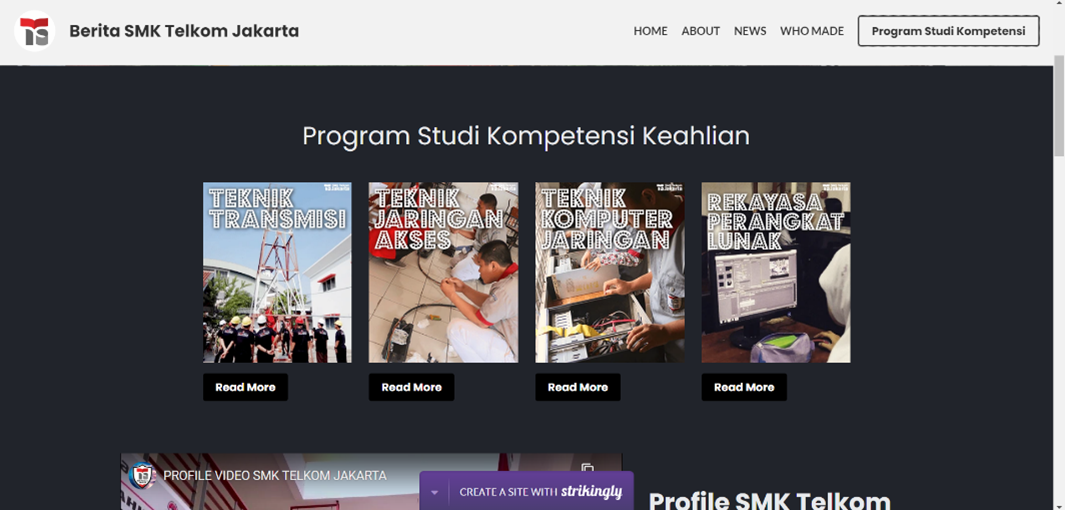 TS
Berita SMK Telkom Jakarta
HOME
ABOUT
NEWS
WHO MADE
Program Studi Kompetensi
Program Studi Kompetensi Keahlian
TEKNIK
TRANSMISI
TEKNIK
JARINGAN
AKSES
TEKNIK
KOMPUTER
JARINGAN
REKAYASA
PERANGKAT
LUNAK
Read More
Read More
Read More
Read More
TS
PROFILE VIDEO SMK TELKOM JAKARTA
CREATE A SITE WITH strikingly
Profile SMK Telkom